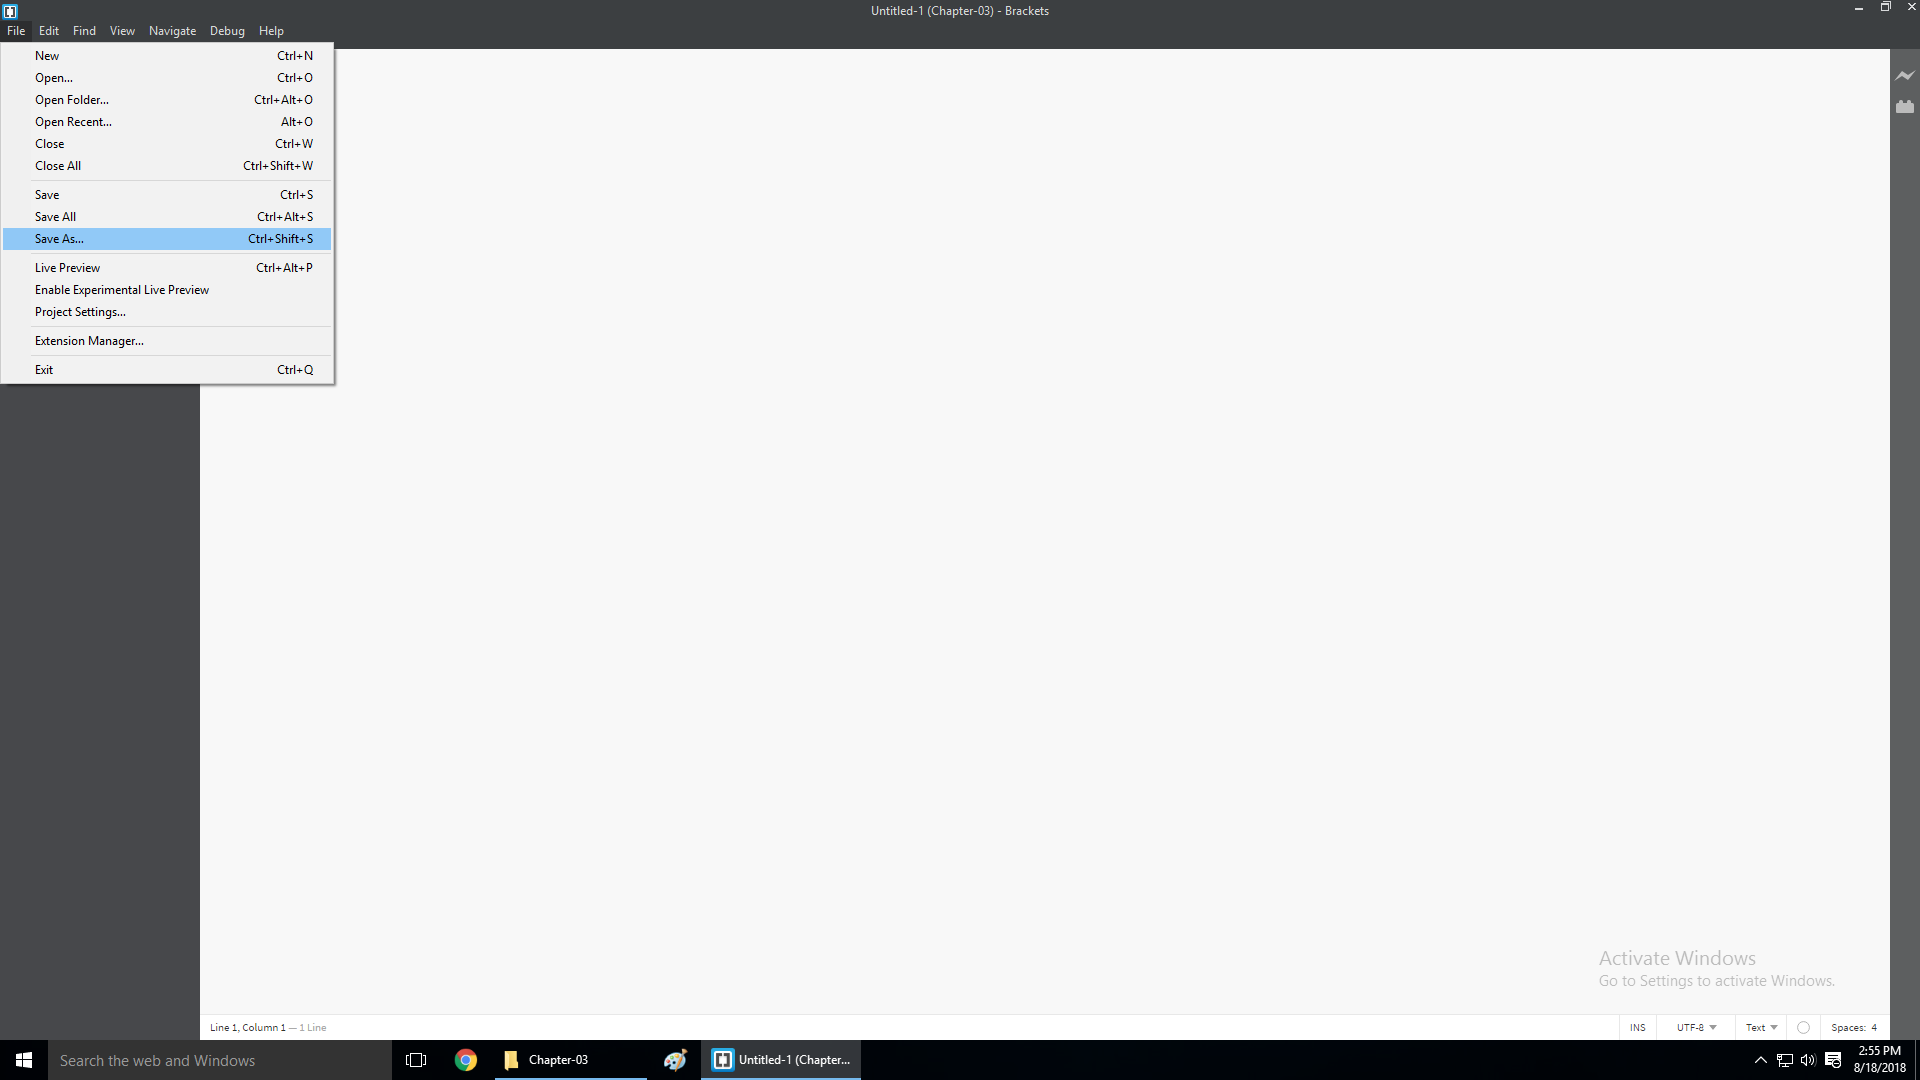 Untitled-1 (Chapter-03) - Brackets
File Edit Find View Navigate Debug Help
New Ctrl+N
Open... Ctrl+O
Open Folder... Ctrl+Alt+O
Open Recent... Alt+O
Close Ctrl+W
Close All Ctrl+Shift+W
Save Ctrl+S
Save All Ctrl+Alt+S
Save As... Ctrl+Shift+S
Live Preview Ctrl+Alt+P
Enable Experimental Live Preview
Project Settings...
Extension Manager...
Exit Ctrl+Q
Activate Windows
Go to Settings to activate Windows.
Line 1, Column 1 — 1 Line INS UTF-8 Text Spaces: 4
Search the web and Windows Chapter-03 Untitled-1 (Chapter... 2:55 PM
8/18/2018